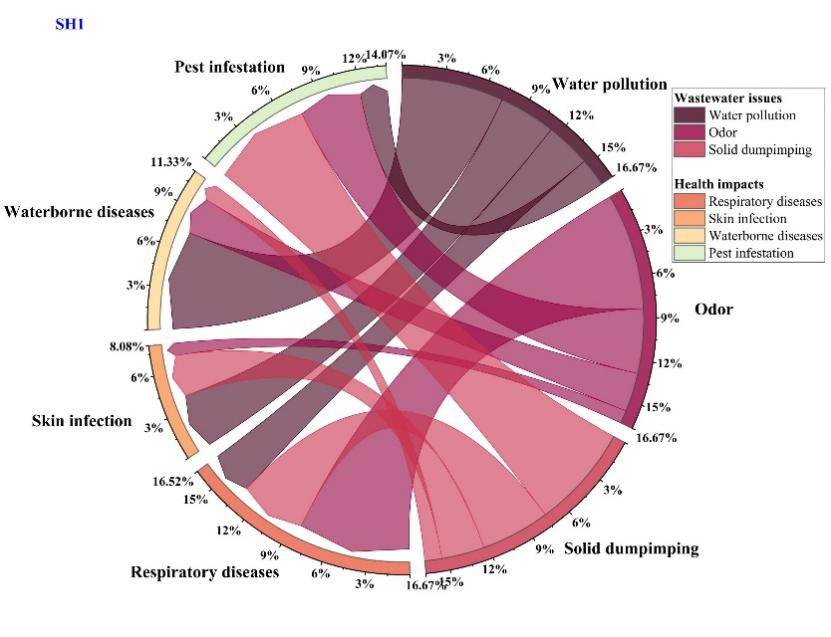 SH1
Pest infestation
3%
6%
9%
12%
14.07%
Water pollution
3%
6%
9%
12%
15%
16.67%
Odor
3%
6%
9%
12%
15%
16.67%
Solid dumpimping
3%
6%
9%
12%
15%
16.67%
Respiratory diseases
3%
6%
9%
12%
15%
16.52%
Skin infection
3%
6%
8.08%
Waterborne diseases
3%
6%
9%
11.33%
Wastewater issues
Water pollution
Odor
Solid dumpimping
Health impacts
Respiratory diseases
Skin infection
Waterborne diseases
Pest infestation